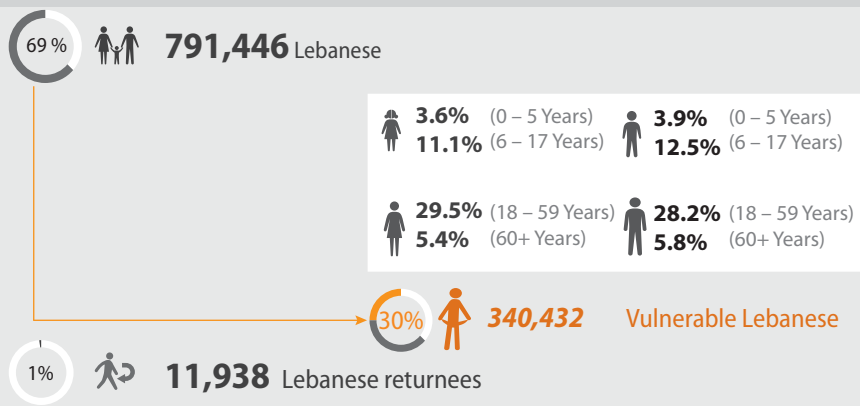 69 %
791,446 Lebanese
3.6% (0 – 5 Years)
11.1% (6 – 17 Years)
3.9% (0 – 5 Years)
12.5% (6 – 17 Years)
29.5% (18 – 59 Years)
5.4% (60+ Years)
28.2% (18 – 59 Years)
5.8% (60+ Years)
30% 340,432 Vulnerable Lebanese
1%
11,938 Lebanese returnees